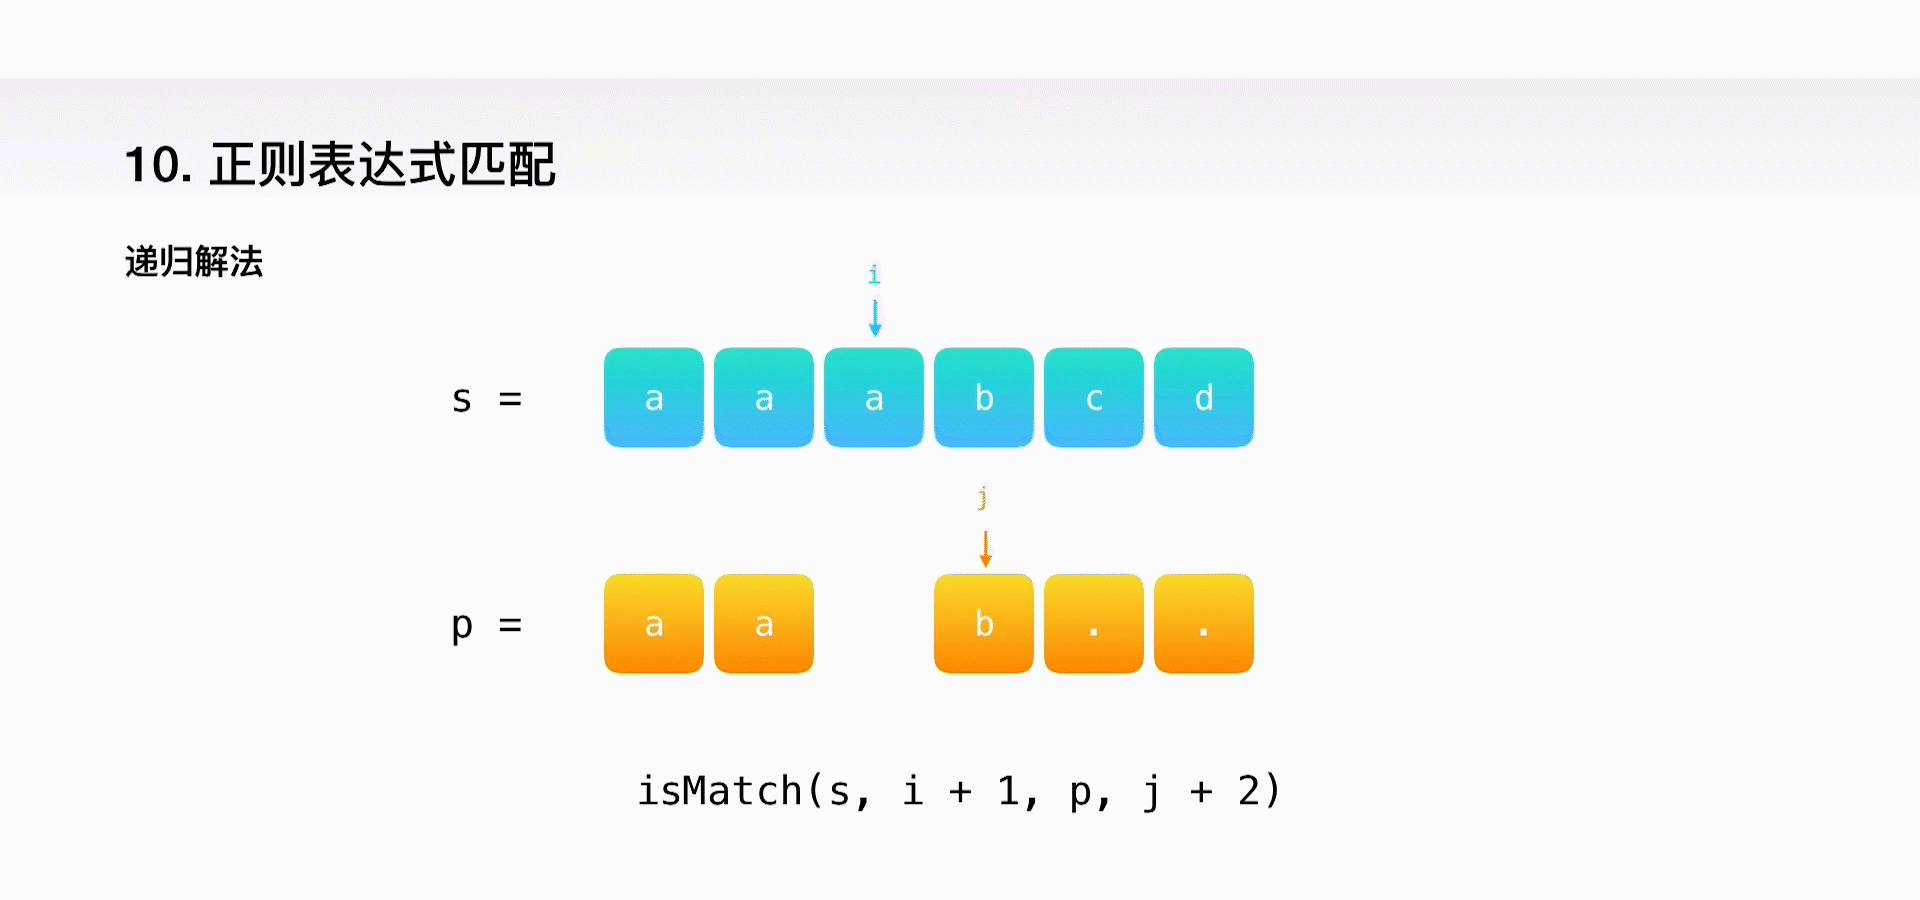 10. 正则表达式匹配
递归解法
i
s = a a a b c d
j
p = a a b . .
isMatch(s, i + 1, p, j + 2)